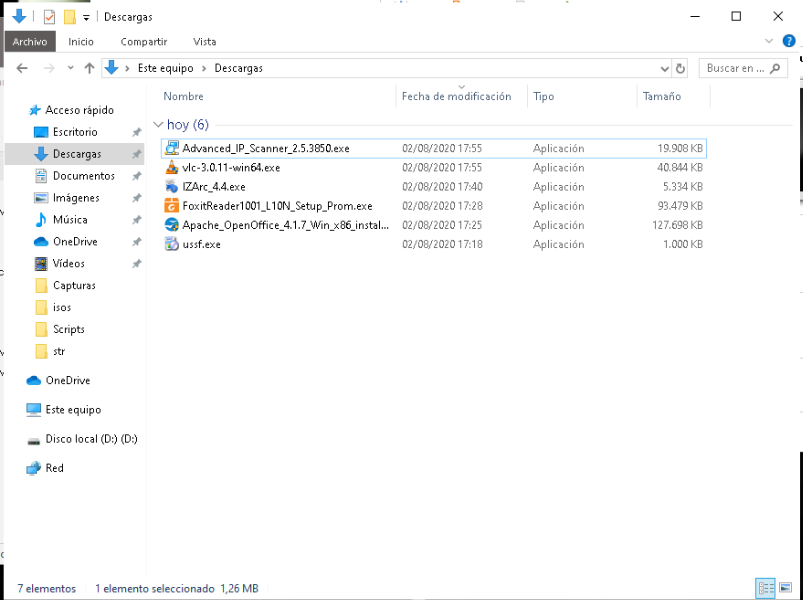 Descargas
Archivo Inicio Compartir Vista
Este equipo > Descargas Buscar en ...
Nombre Fecha de modificación Tipo Tamaño
Acceso rápido
Escritorio
Descargas
Documentos
Imágenes
Música
OneDrive
Vídeos
Capturas
isos
Scripts
str
OneDrive
Este equipo
Disco local (D:) (D:)
Red
hoy (6)
Advanced_IP_Scanner_2.5.3850.exe 02/08/2020 17:55 Aplicación 19.908 KB
vlc-3.0.11-win64.exe 02/08/2020 17:55 Aplicación 40.844 KB
IZArc_4.4.exe 02/08/2020 17:40 Aplicación 5.334 KB
FoxitReader1001_L10N_Setup_Prom.exe 02/08/2020 17:28 Aplicación 93.479 KB
Apache_OpenOffice_4.1.7_Win_x86_instal... 02/08/2020 17:25 Aplicación 127.698 KB
ussf.exe 02/08/2020 17:18 Aplicación 1.000 KB
7 elementos 1 elemento seleccionado 1,26 MB